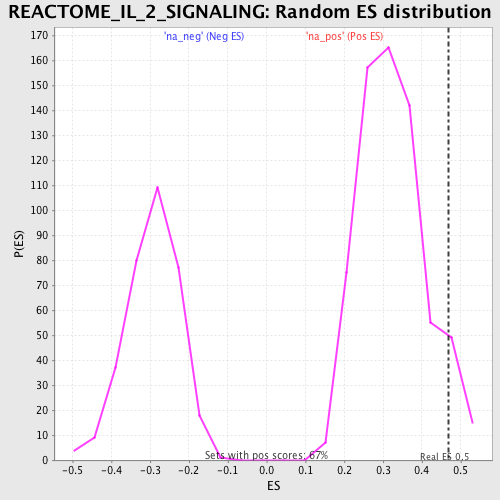 REACTOME_IL_2_SIGNALING: Random ES distribution
'na_neg' (Neg ES)
'na_pos' (Pos ES)
170
160
150
140
130
120
110
100
90
80
70
60
50
40
30
20
10
0
P(ES)
Sets with pos scores: 67%
Real ES 0,5
-0.5 -0.4 -0.3 -0.2 -0.1 0.0 0.1 0.2 0.3 0.4 0.5
ES